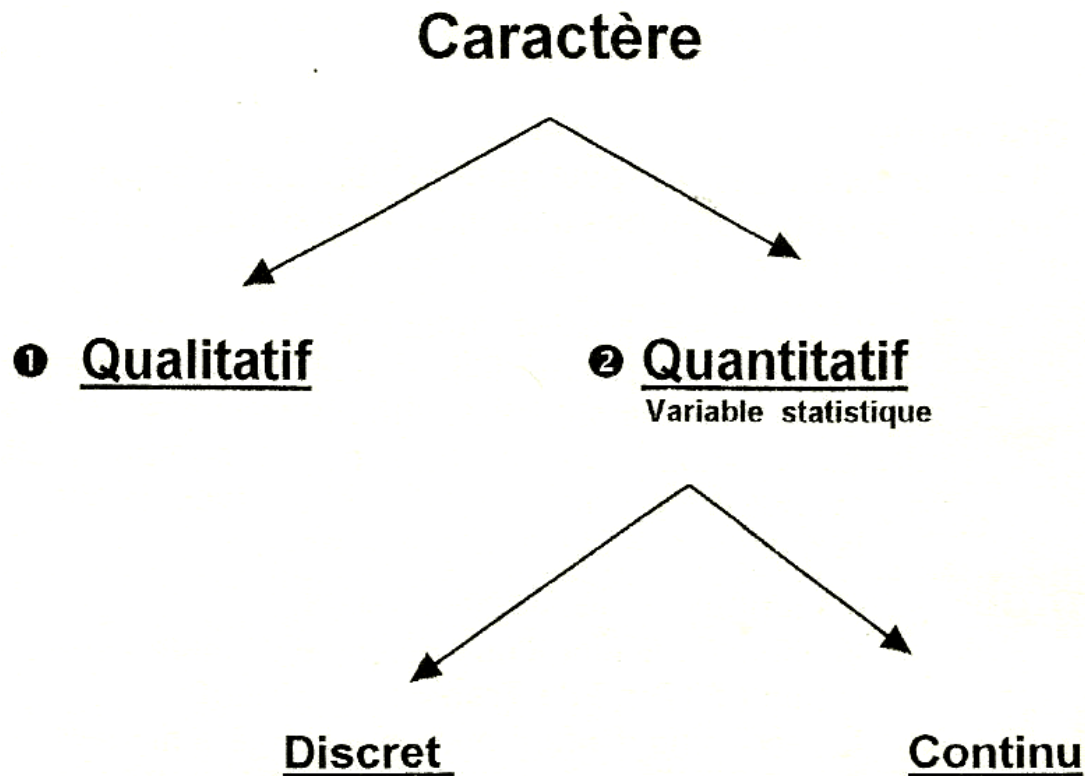 Caractère
❶ Qualitatif
❷ Quantitatif
Variable statistique
Discret
Continu